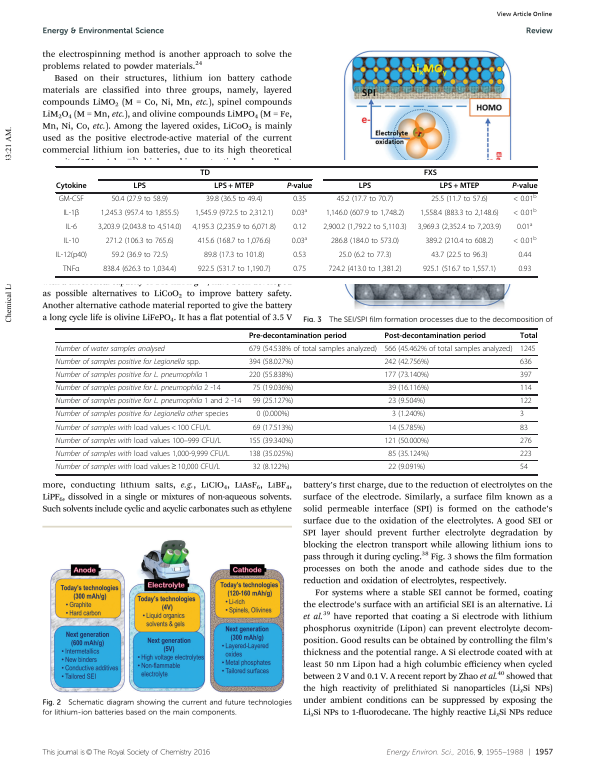 View Article Online
Energy & Environmental Science
Review
the electrospinning method is another approach to solve the
problems related to powder materials.24
Based on their structures, lithium ion battery cathode
materials are classified into three groups, namely, layered
compounds LiMO2 (M = Co, Ni, Mn, etc.), spinel compounds
LiM2O4 (M = Mn, etc.), and olivine compounds LiMPO4 (M = Fe,
Mn, Ni, Co, etc.). Among the layered oxides, LiCoO2 is mainly
used as the positive electrode-active material of the current
commercial lithium ion batteries, due to its high theoretical
SPI
HOMO
e-
Electrolyte
oxidation
13:21 AM.
TD FXS
Cytokine LPS LPS + MTEP P-value LPS LPS + MTEP P-value
GM-CSF 50.4 (27.9 to 58.9) 39.8 (36.5 to 49.4) 0.35 25.5 (11.7 to 57.6) 45.2 (17.7 to 70.7) < 0.01b
IL-1β 1,245.3 (957.4 to 1,855.5) 1,545.9 (972.5 to 2,312.1) 0.03a 1,146.0 (607.9 to 1,748.2) 1,558.4 (883.3 to 2,148.6) < 0.01b
IL-6 3,203.9 (2,043.8 to 4,514.0) 4,195.3 (2,235.9 to 6,071.8) 0.12 2,900.2 (1,792.2 to 5,110.3) 3,969.3 (2,352.4 to 7,203.9) 0.01a
IL-10 271.2 (106.3 to 765.6) 415.6 (168.7 to 1,076.6) 0.03a 286.8 (184.0 to 573.0) 389.2 (210.4 to 608.2) < 0.01b
IL-12(p40) 59.2 (36.9 to 72.5) 89.8 (17.3 to 101.8) 0.53 25.0 (6.2 to 77.3) 43.7 (22.5 to 96.3) 0.44
TNFα 838.4 (626.3 to 1,034.4) 922.5 (531.7 to 1,190.7) 0.75 724.2 (413.0 to 1,381.2) 925.1 (516.7 to 1,557.1) 0.93
as possible alternatives to LiCoO2 to improve battery safety.
Another alternative cathode material reported to give the battery
a long cycle life is olivine LiFePO4. It has a flat potential of 3.5 V
Fig. 3 The SEI/SPI film formation processes due to the decomposition of
Pre-decontamination period Post-decontamination period Total
Number of water samples analysed 679 (54.538% of total samples analyzed) 566 (45.462% of total samples analyzed) 1245
Number of samples positive for Legionella spp. 394 (58.027%) 242 (42.756%) 636
Number of samples positive for L. pneumophila 1 220 (55.838%) 177 (73.140%) 397
Number of samples positive for L. pneumophila 2 -14 75 (19.036%) 39 (16.116%) 114
Number of samples positive for L. pneumophila 1 and 2 -14 99 (25.127%) 23 (9.504%) 122
Number of samples positive for Legionella other species 0 (0.000%) 3 (1.240%) 3
Number of samples with load values < 100 CFU/L 69 (17.513%) 14 (5.785%) 83
Number of samples with load values 100–999 CFU/L 155 (39.340%) 121 (50.000%) 276
Number of samples with load values 1,000-9,999 CFU/L 138 (35.025%) 85 (35.124%) 223
Number of samples with load values ≥ 10,000 CFU/L 32 (8.122%) 22 (9.091%) 54
more, conducting lithium salts, e.g., LiClO4, LiAsF6, LiBF4,
LiPF6, dissolved in a single or mixtures of non-aqueous solvents.
Such solvents include cyclic and acyclic carbonates such as ethylene
Anode
Today's technologies
(300 mAh/g)
• Graphite
• Hard carbon
Next generation
(600 mAh/g)
• Intermetallics
• New binders
• Conductive additives
• Tailored SEI
Electrolyte
Today's technologies
(4V)
• Liquid organics
solvents & gels
Next generation
(5V)
• High voltage electrolytes
• Non-flammable
electrolyte
Cathode
Today's technologies
(120-160 mAh/g)
• Li-rich
• Spinels, Olivines
Next generation
(300 mAh/g)
• Layered-Layered
oxides
• Metal phosphates
• Tailored surfaces
Fig. 2 Schematic diagram showing the current and future technologies
for lithium-ion batteries based on the main components.
battery's first charge, due to the reduction of electrolytes on the
surface of the electrode. Similarly, a surface film known as a
solid permeable interface (SPI) is formed on the cathode's
surface due to the oxidation of the electrolytes. A good SEI or
SPI layer should prevent further electrolyte degradation by
blocking the electron transport while allowing lithium ions to
pass through it during cycling.38 Fig. 3 shows the film formation
processes on both the anode and cathode sides due to the
reduction and oxidation of electrolytes, respectively.
For systems where a stable SEI cannot be formed, coating
the electrode's surface with an artificial SEI is an alternative. Li
et al.39 have reported that coating a Si electrode with lithium
phosphorus oxynitride (Lipon) can prevent electrolyte decom-
position. Good results can be obtained by controlling the film's
thickness and the potential range. A Si electrode coated with at
least 50 nm Lipon had a high columbic efficiency when cycled
between 2 V and 0.1 V. A recent report by Zhao et al.40 showed that
the high reactivity of prelithiated Si nanoparticles (LixSi NPs)
under ambient conditions can be suppressed by exposing the
LixSi NPs to 1-fluorodecane. The highly reactive LixSi NPs reduce
This journal is © The Royal Society of Chemistry 2016
Energy Environ. Sci., 2016, 9, 1955–1988 | 1957